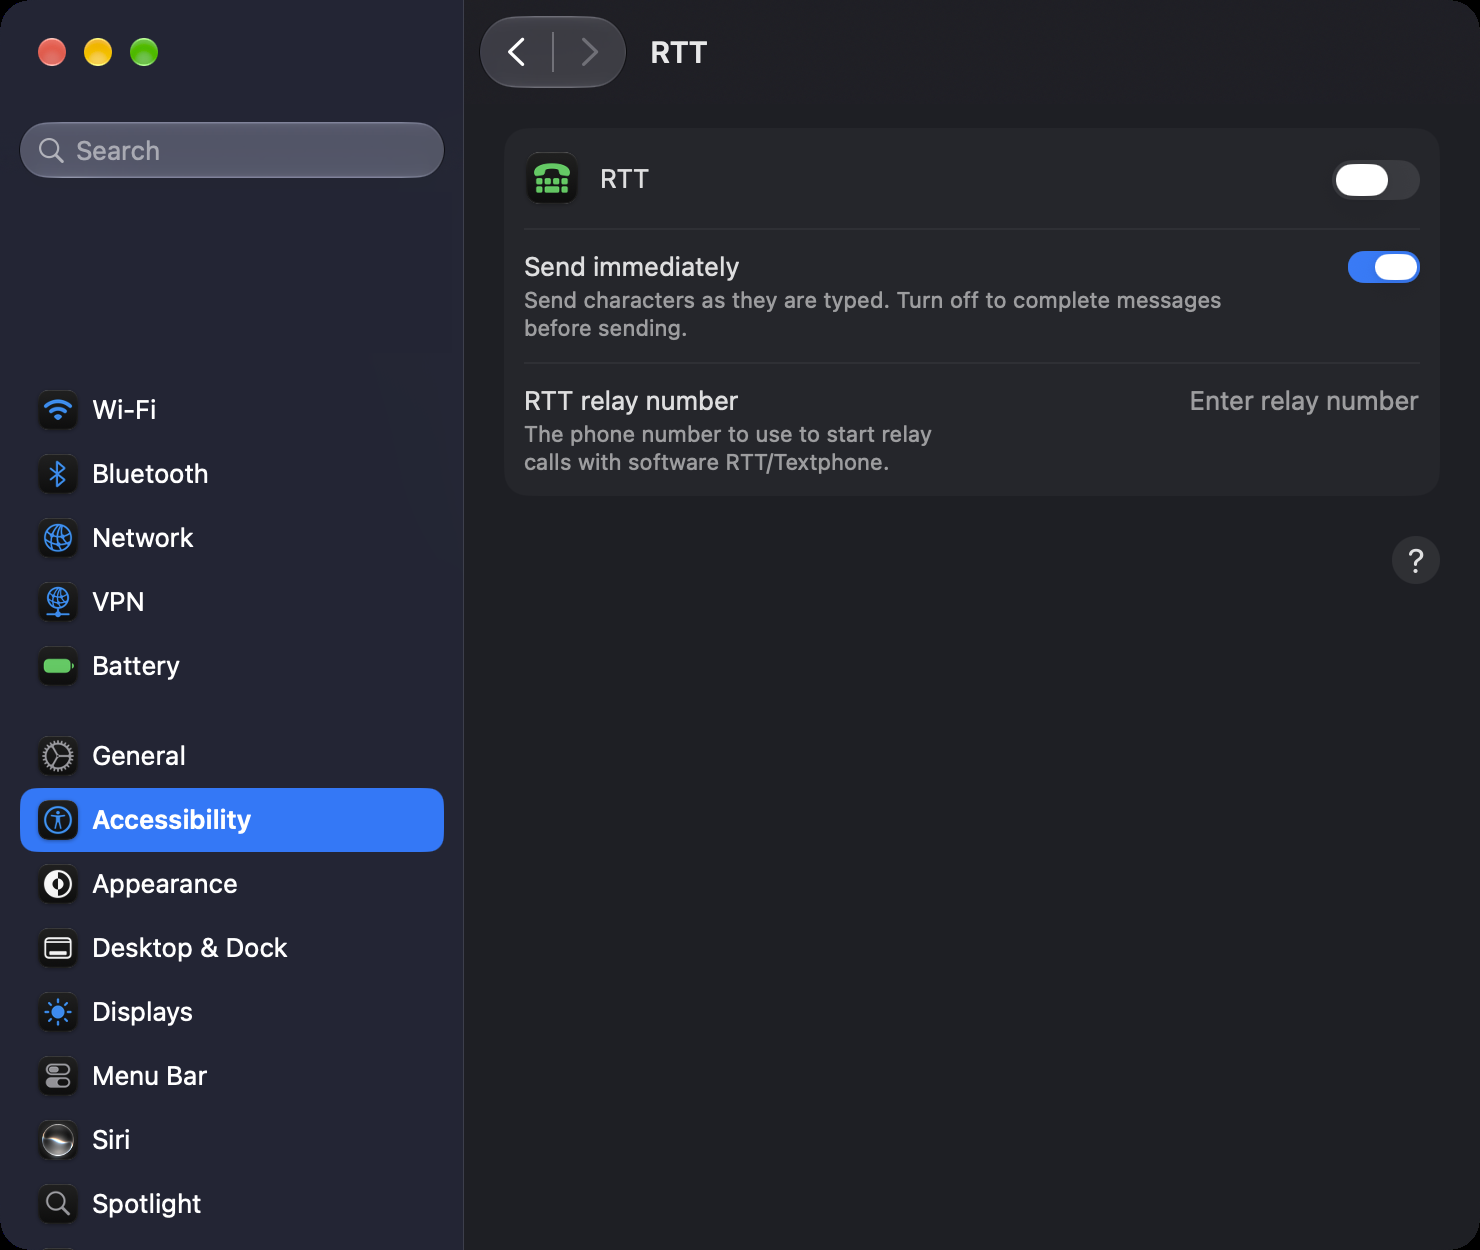 RTT
Search
Wi-Fi
Bluetooth
Network
VPN
Battery
General
Accessibility
Appearance
Desktop & Dock
Displays
Menu Bar
Siri
Spotlight
RTT
Send immediately
Send characters as they are typed. Turn off to complete messages
before sending.
RTT relay number
Enter relay number
The phone number to use to start relay
calls with software RTT/Textphone.
?